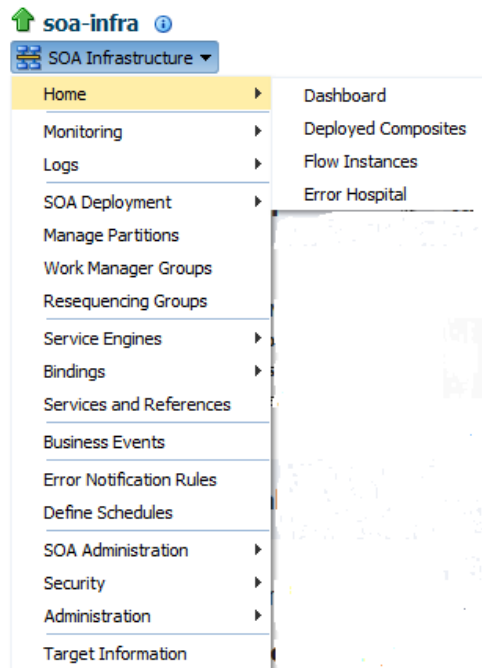 soa-infra
SOA Infrastructure
Home
Dashboard
Deployed Composites
Flow Instances
Error Hospital
Monitoring
Logs
SOA Deployment
Manage Partitions
Work Manager Groups
Resequencing Groups
Service Engines
Bindings
Services and References
Business Events
Error Notification Rules
Define Schedules
SOA Administration
Security
Administration
Target Information